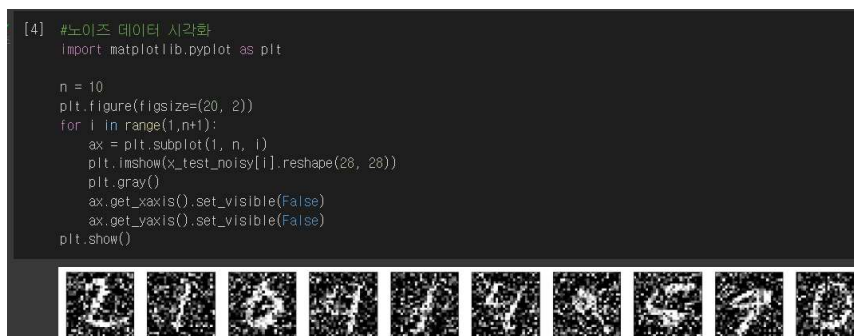 [4] #노이즈 데이터 시각화
import matplotlib.pyplot as plt
n = 10
plt.figure(figsize=(20, 2))
for i in range(1,n+1):
ax = plt.subplot(1, n, i)
plt.imshow(x_test_noisy[i].reshape(28, 28))
plt.gray()
ax.get_xaxis().set_visible(False)
ax.get_yaxis().set_visible(False)
plt.show()